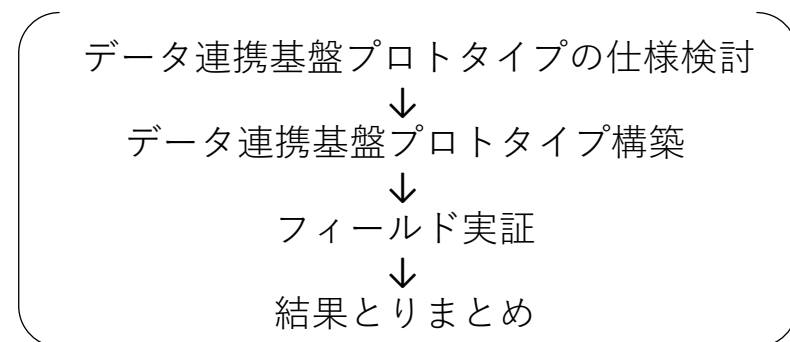 データ連携基盤プロトタイプの仕様検討
↓
データ連携基盤プロトタイプ構築
↓
フィールド実証
↓
結果とりまとめ